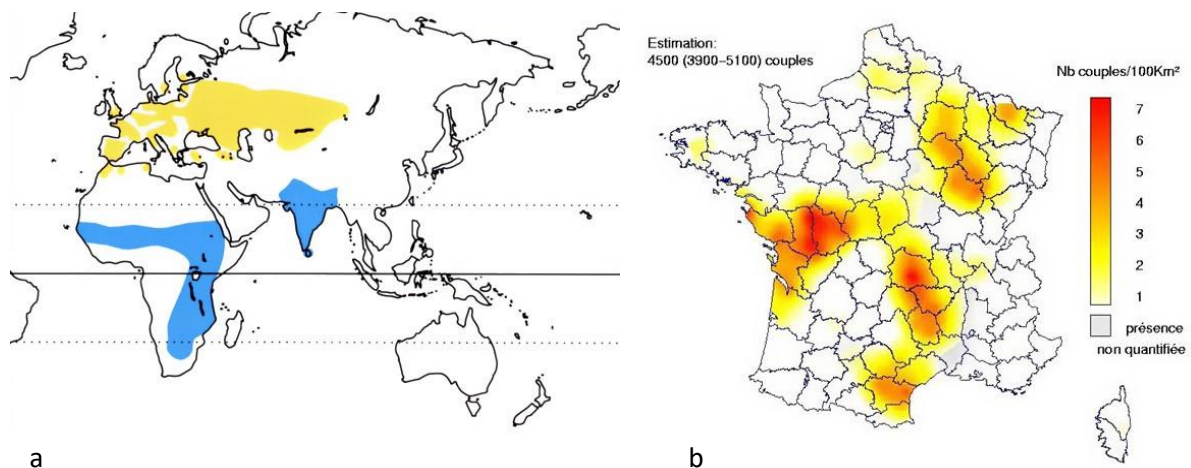 Estimation:
4500 (3900–5100) couples
Nb couples/100Km²
7
6
5
4
3
2
1
présence
non quantifiée
a
b